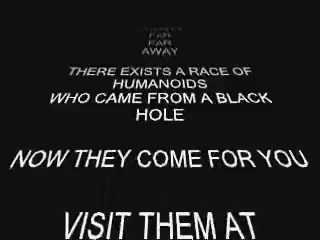 FAR
FAR
AWAY
THERE EXISTS A RACE OF
HUMANOIDS
WHO CAME FROM A BLACK
HOLE
NOW THEY COME FOR YOU
VISIT THEM AT